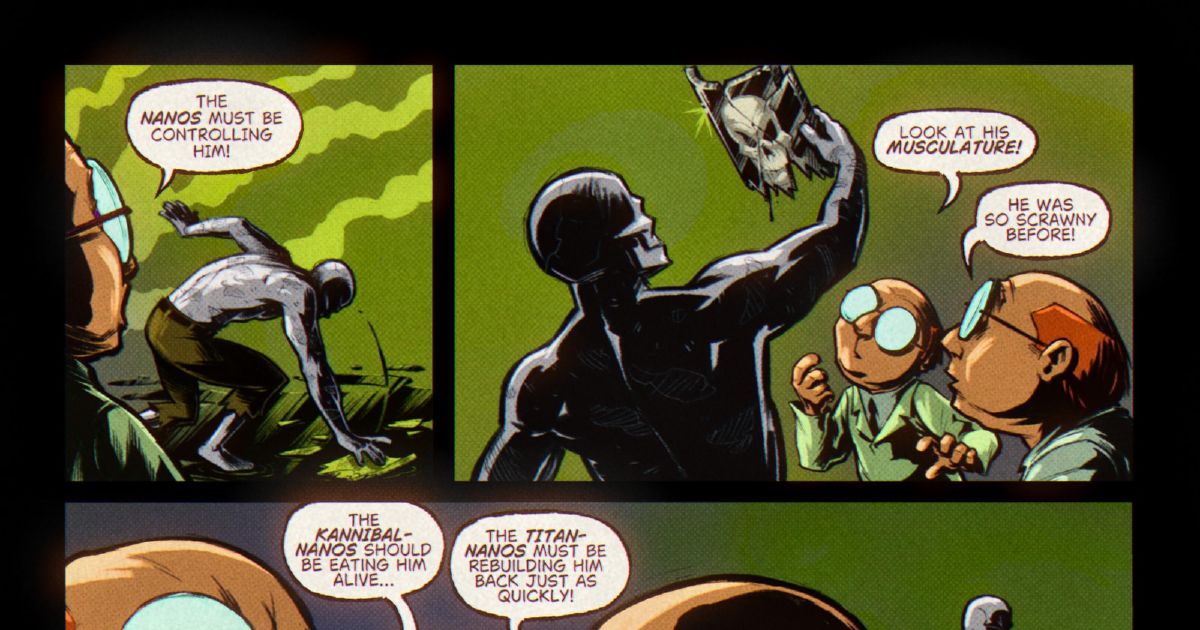 THE
NANOS MUST BE
CONTROLLING
HIM!
LOOK AT HIS
MUSCULATURE!
HE WAS
SO SCRAWNY
BEFORE!
THE
KANNIBAL-
NANOS SHOULD
BE EATING HIM
ALIVE...
THE TITAN-
NANOS MUST BE
REBUILDING HIM
BACK JUST AS
QUICKLY!